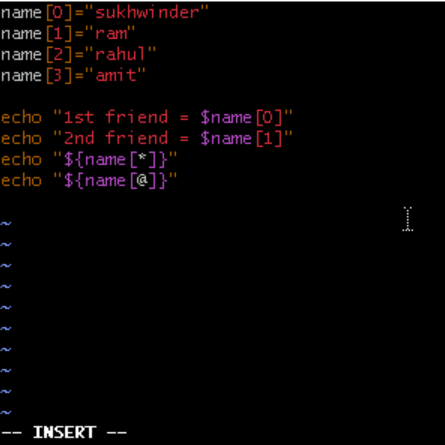 name[0]="sukhwinder"
name[1]="ram"
name[2]="rahul"
name[3]="amit"
echo "1st friend = $name[0]"
echo "2nd friend = $name[1]"
echo "${name[*]}"
echo "${name[@]}"
~
~
~
~
~
~
~
~
~
~
-- INSERT --